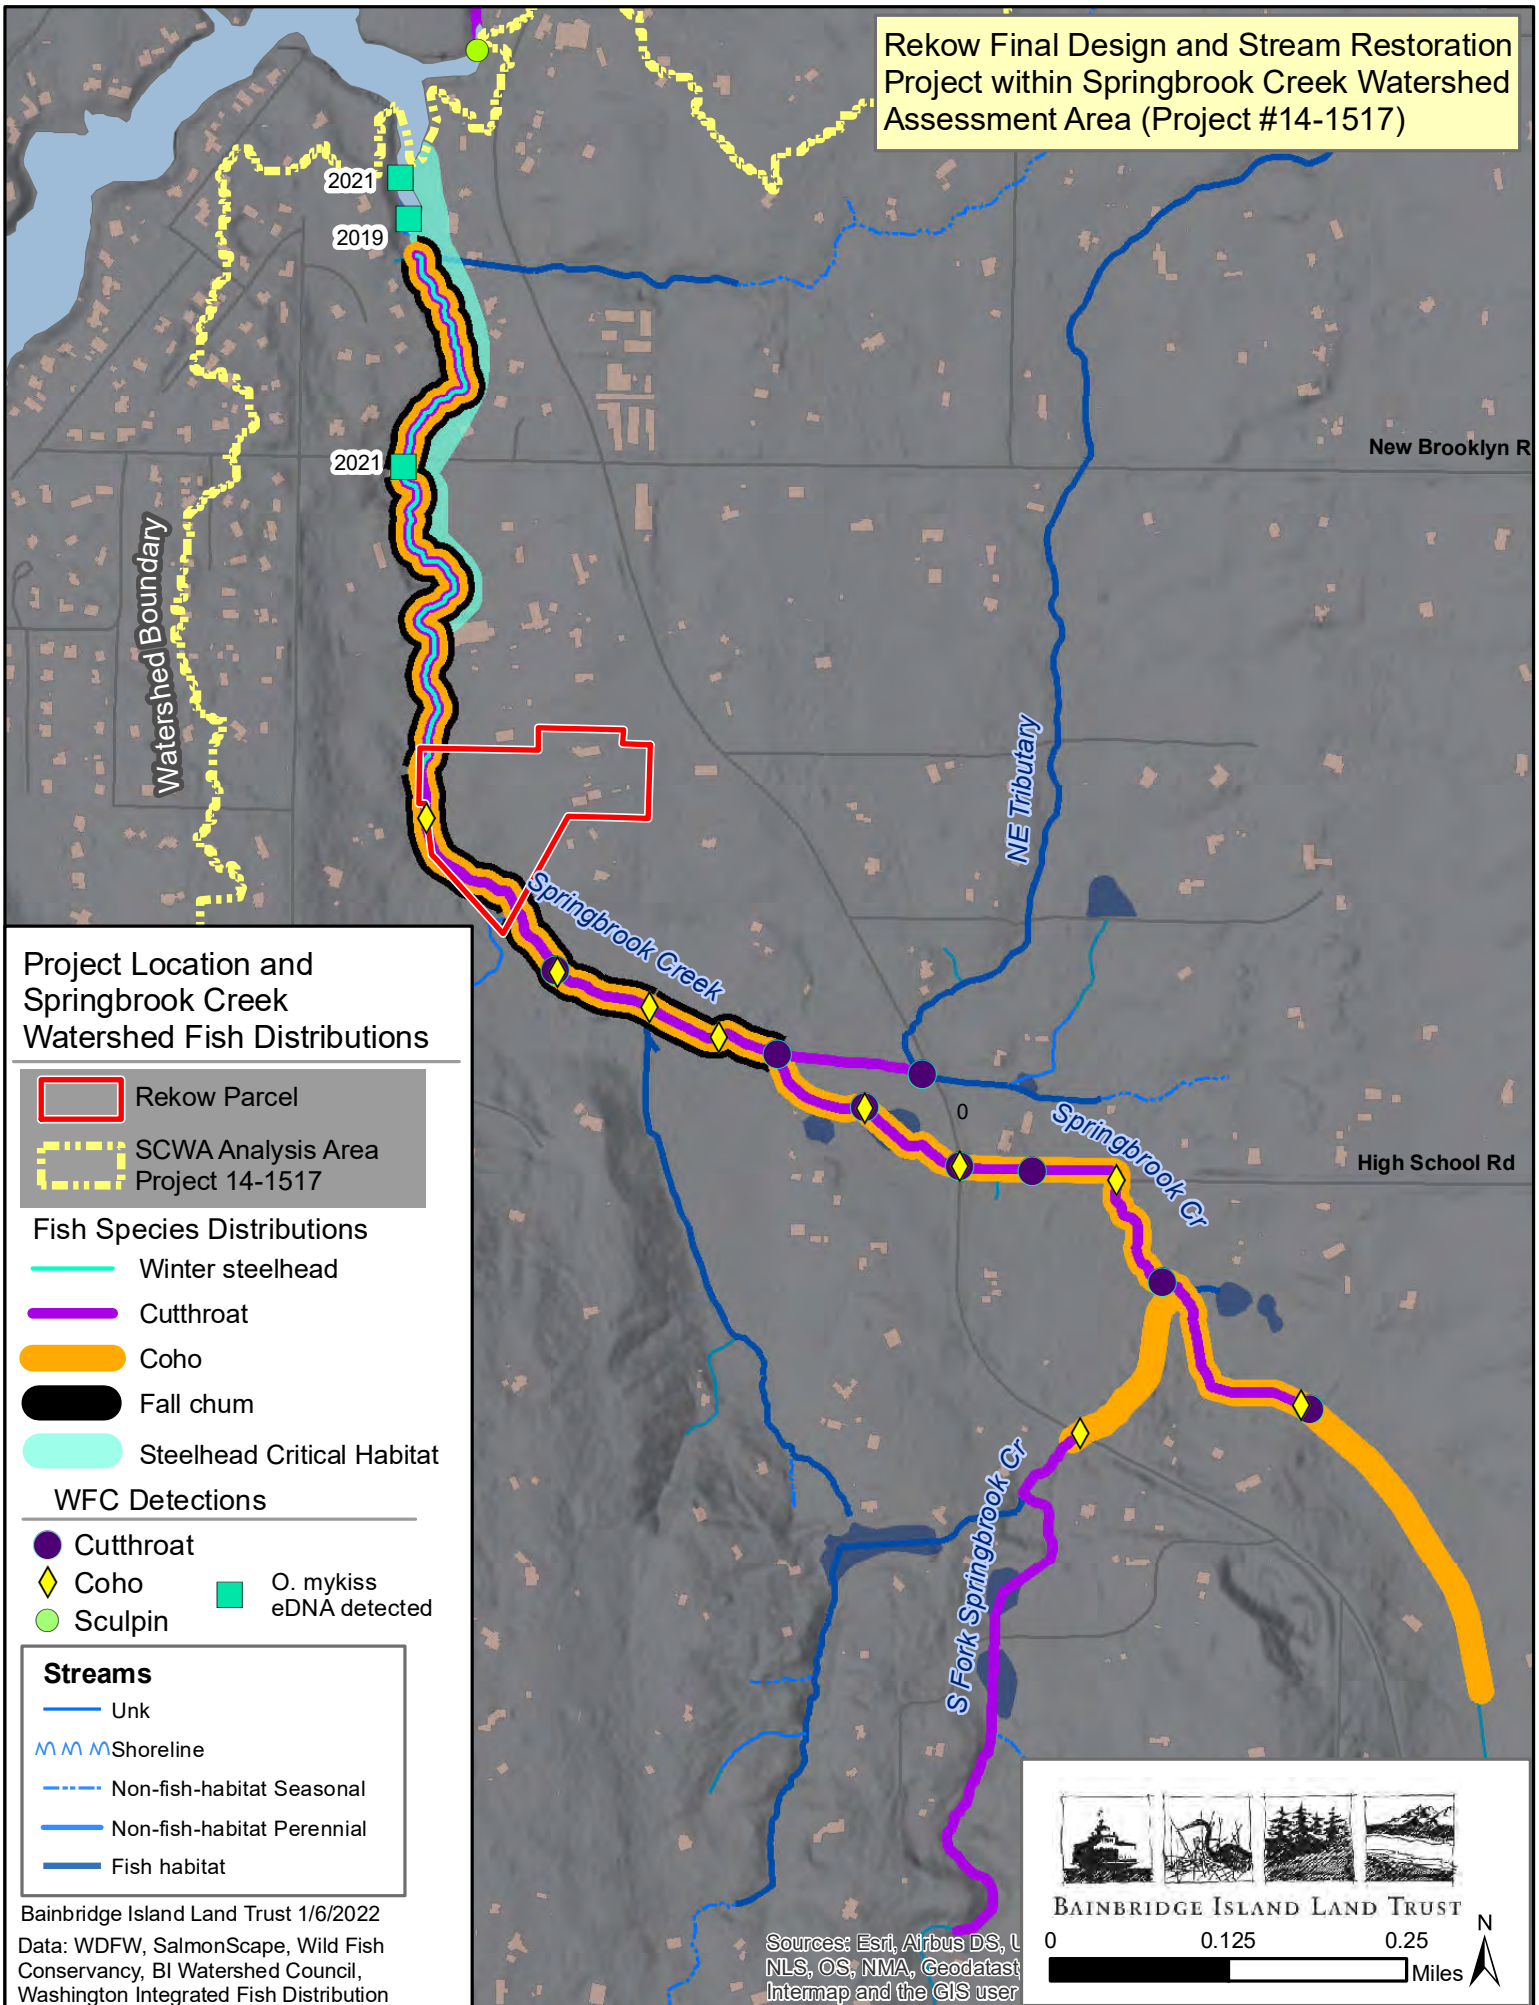 Rekow Final Design and Stream Restoration
Project within Springbrook Creek Watershed
Assessment Area (Project #14-1517)
2021
2019
2021
New Brooklyn R
Watershed Boundary
NE Tributary
Springbrook Creek
0
Springbrook Cr
High School Rd
S Fork Springbrook Cr
Project Location and
Springbrook Creek
Watershed Fish Distributions
Rekow Parcel
SCWA Analysis Area
Project 14-1517
Fish Species Distributions
Winter steelhead
Cutthroat
Coho
Fall chum
Steelhead Critical Habitat
WFC Detections
Cutthroat
Coho
Sculpin
O. mykiss
eDNA detected
Streams
Unk
Shoreline
Non-fish-habitat Seasonal
Non-fish-habitat Perennial
Fish habitat
Bainbridge Island Land Trust 1/6/2022
Data: WDFW, SalmonScape, Wild Fish
Conservancy, BI Watershed Council,
Washington Integrated Fish Distribution
Sources: Esri, Airbus DS, U
NLS, OS, NMA, Geodatast
Intermap and the GIS user
BAINBRIDGE ISLAND LAND TRUST
N
0 0.125 0.25
Miles